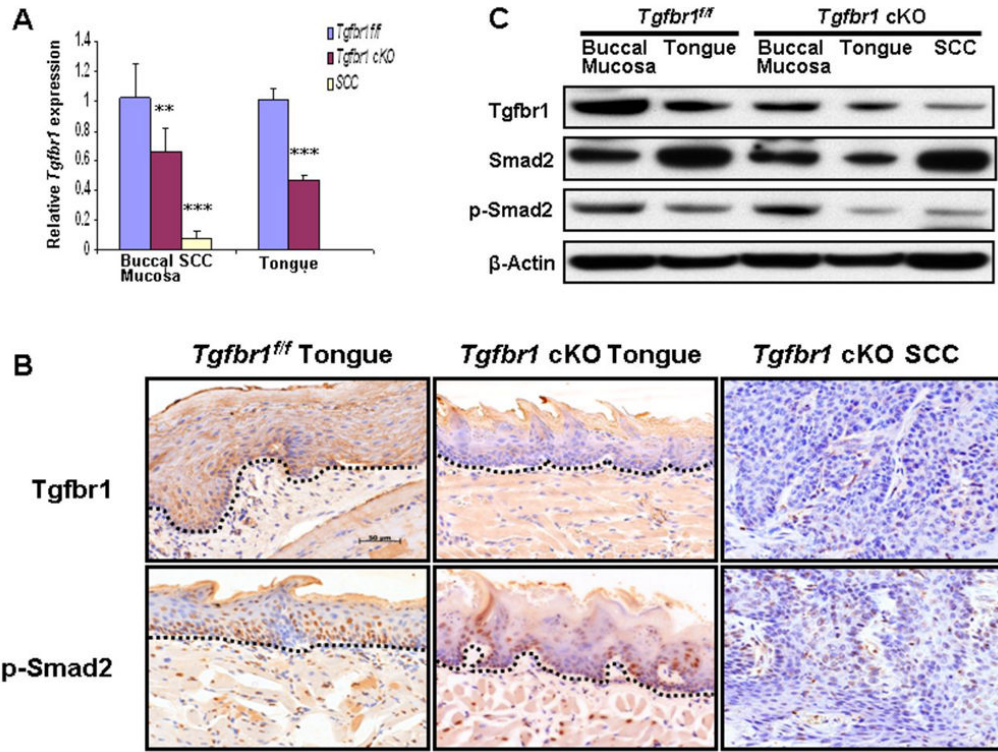 A
Relative Tgfbr1 expression
1.4
1.2
1
0.8
0.6
0.4
0.2
0
**
***
***
Tgfbr1f/f
Tgfbr1 cKO
SCC
Buccal SCC
Mucosa
Tongue
C
Tgfbr1f/f
Tgfbr1 cKO
Buccal Mucosa
Tongue
Buccal Mucosa
Tongue
SCC
Tgfbr1
Smad2
p-Smad2
β-Actin
B
Tgfbr1f/f Tongue
Tgfbr1 cKO Tongue
Tgfbr1 cKO SCC
Tgfbr1
50 µm
p-Smad2